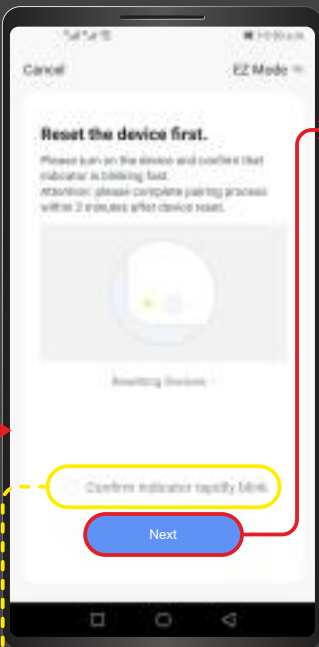 Cancel
EZ Mode
Reset the device first.
Please turn on the device and confirm that
indicator is blinking fast.
Attention: please complete pairing process
within 2 minutes after device reset.
Resetting Devices
Confirm indicator rapidly blink
Next